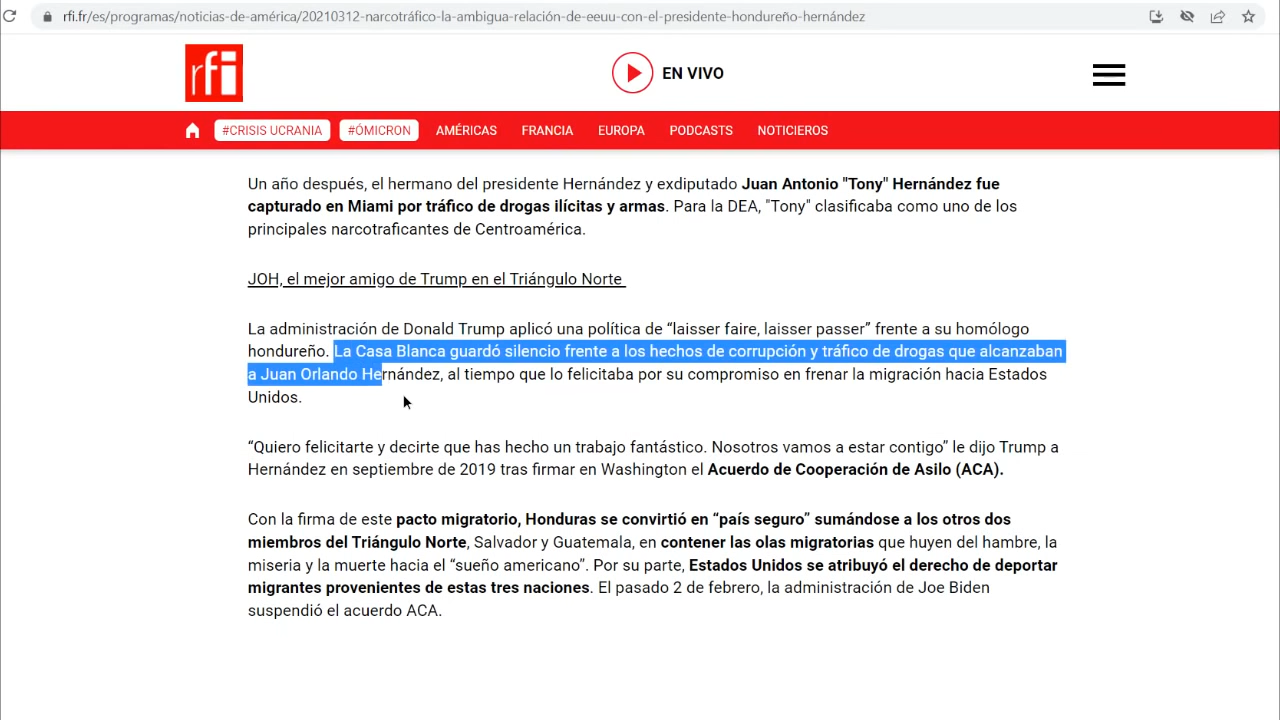 rfi.fr/es/programas/noticias-de-américa/20210312-narcotráfico-la-ambigua-relación-de-eeuu-con-el-presidente-hondureño-hernández
rfi
EN VIVO
#CRISIS UCRANIA #ÓMICRON AMÉRICAS FRANCIA EUROPA PODCASTS NOTICIEROS
Un año después, el hermano del presidente Hernández y exdiputado Juan Antonio "Tony" Hernández fue
capturado en Miami por tráfico de drogas ilícitas y armas. Para la DEA, "Tony" clasificaba como uno de los
principales narcotraficantes de Centroamérica.
JOH, el mejor amigo de Trump en el Triángulo Norte
La administración de Donald Trump aplicó una política de “laisser faire, laisser passer” frente a su homólogo
hondureño. La Casa Blanca guardó silencio frente a los hechos de corrupción y tráfico de drogas que alcanzaban
a Juan Orlando Hernández, al tiempo que lo felicitaba por su compromiso en frenar la migración hacia Estados
Unidos.
“Quiero felicitarte y decirte que has hecho un trabajo fantástico. Nosotros vamos a estar contigo” le dijo Trump a
Hernández en septiembre de 2019 tras firmar en Washington el Acuerdo de Cooperación de Asilo (ACA).
Con la firma de este pacto migratorio, Honduras se convirtió en “país seguro” sumándose a los otros dos
miembros del Triángulo Norte, Salvador y Guatemala, en contener las olas migratorias que huyen del hambre, la
miseria y la muerte hacia el “sueño americano”. Por su parte, Estados Unidos se atribuyó el derecho de deportar
migrantes provenientes de estas tres naciones. El pasado 2 de febrero, la administración de Joe Biden
suspendió el acuerdo ACA.